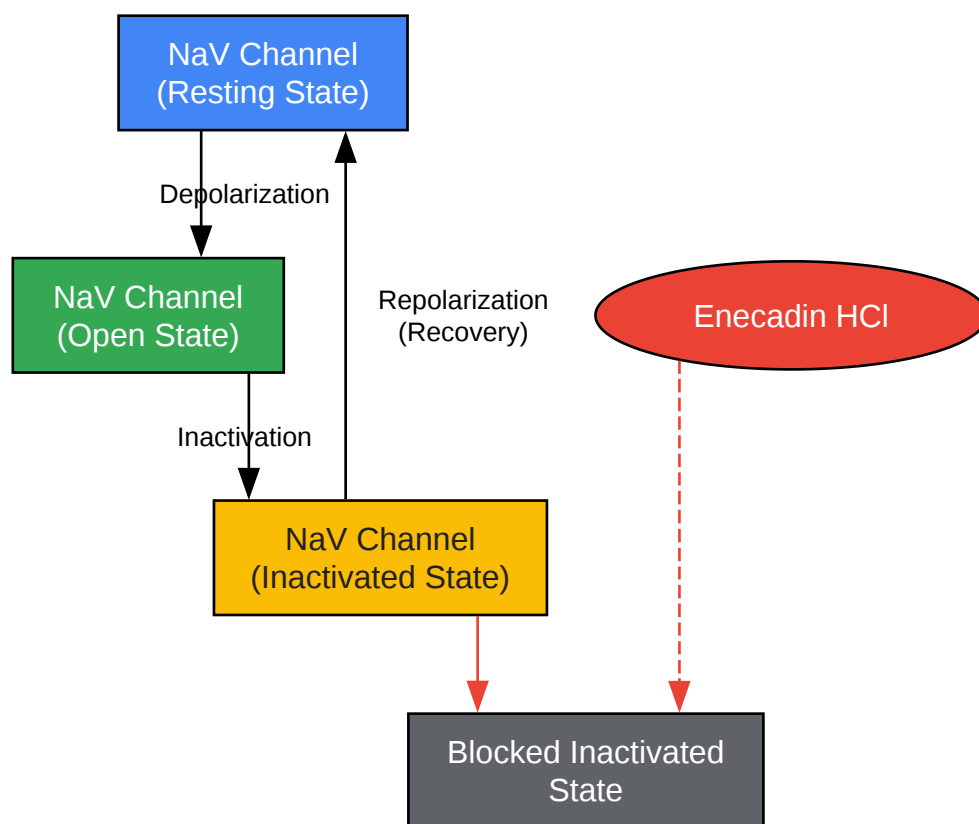 NaV Channel
(Resting State)
Depolarization
NaV Channel
(Open State)
Repolarization
(Recovery)
Enecadin HCl
Inactivation
NaV Channel
(Inactivated State)
Blocked Inactivated
State